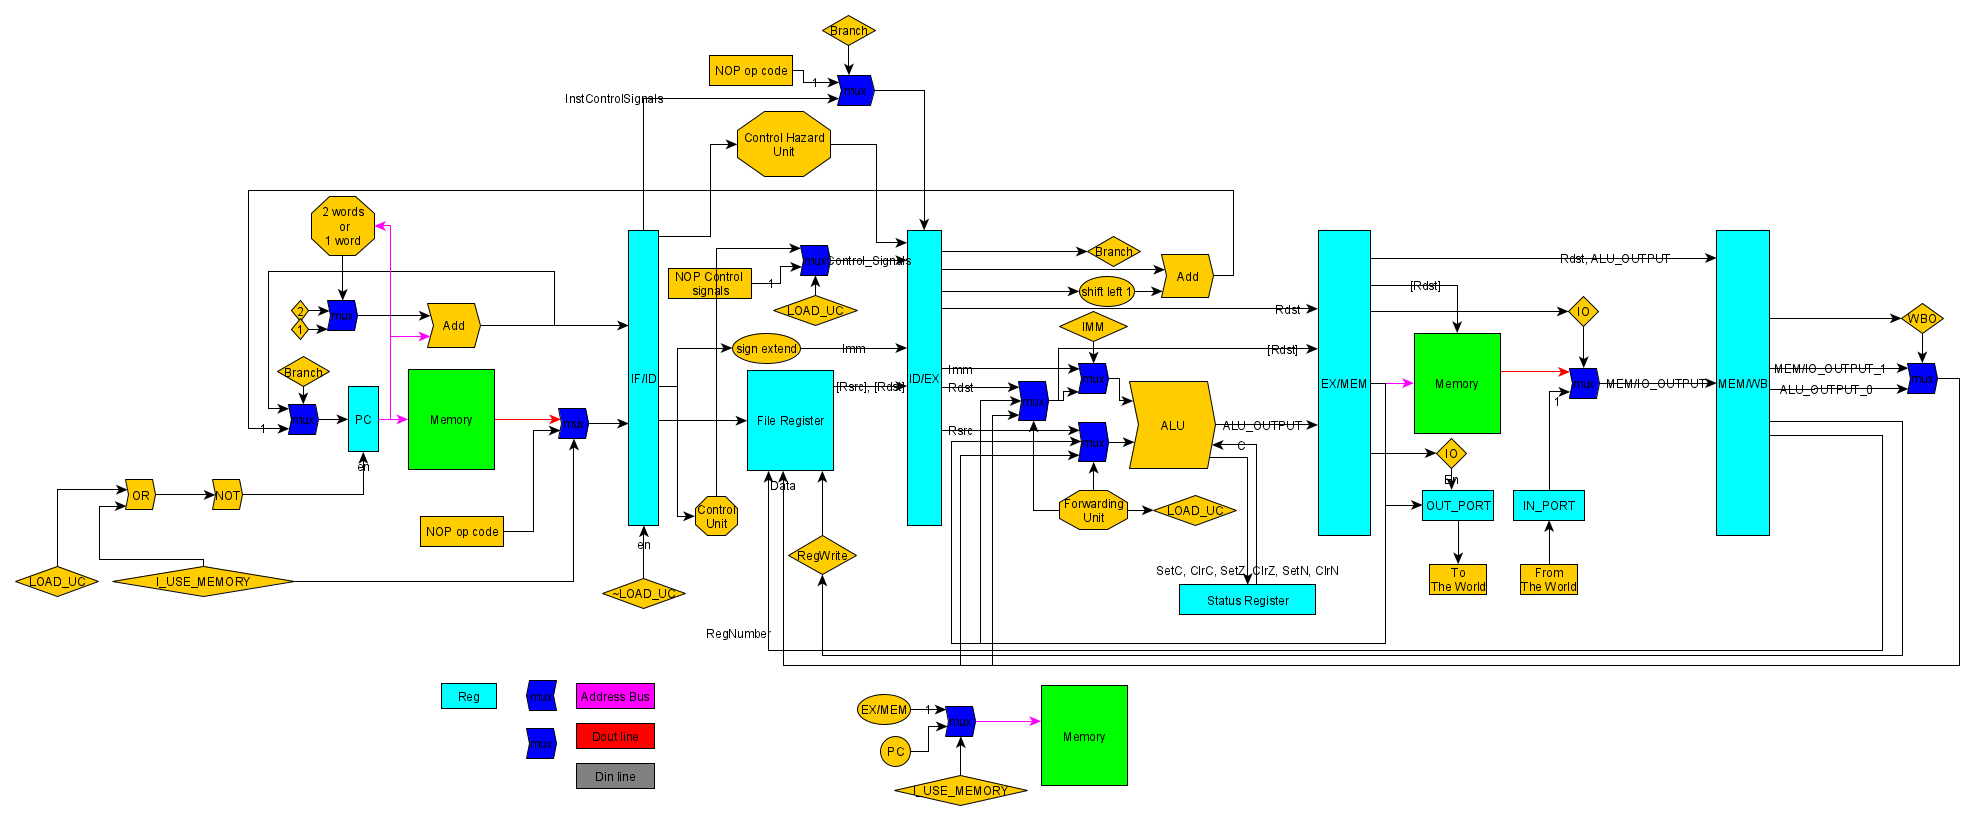 Branch
NOP op code
1
mux
InstControlSignals
Control Hazard
Unit
2 words
or
1 word
mux
Control_Signals
NOP Control
signals
1
LOAD_UC
Branch
Add
shift left 1
Rdst, ALU_OUTPUT
[Rdst]
Rdst
IO
WBO
2
1
mux
Add
IMM
sign extend
Imm
[Rdst]
Branch
IF/ID
ID/EX
EX/MEM
MEM/WB
Imm
Rdst
mux
mux
Memory
mux
MEM/IO_OUTPUT
MEM/IO_OUTPUT_1
ALU_OUTPUT_0
mux
[Rsrc], [Rdst]
1
mux
PC
Memory
mux
File Register
Rsrc
mux
ALU
ALU_OUTPUT
C
1
IO
en
OR
NOT
Data
En
NOP op code
Control
Unit
Forwarding
Unit
LOAD_UC
OUT_PORT
IN_PORT
en
RegWrite
LOAD_UC
I_USE_MEMORY
~LOAD_UC
SetC, ClrC, SetZ, ClrZ, SetN, ClrN
Status Register
To
The World
From
The World
RegNumber
Reg
mux
Address Bus
mux
Dout line
Din line
EX/MEM
1
mux
PC
Memory
I_USE_MEMORY